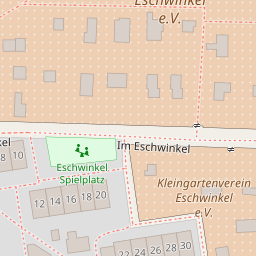 Eschwinkel
e.V.
Im Eschwinkel
8 10
Eschwinkel
Spielplatz
Kleingartenverein
Eschwinkel
e.V.
12 14 16 18 20
22 24 26 28 30